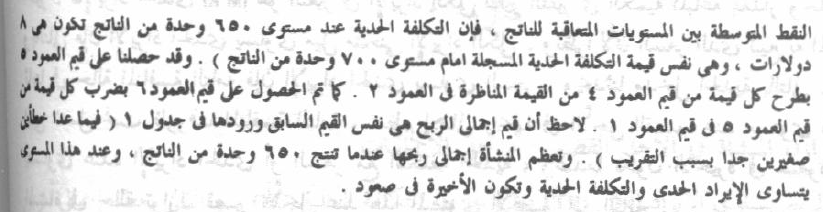 النقط المتوسطة بين المستويات المتعاقبة للناتج ، فإن التكلفة الحدية عند مستوى ٦٥٠ وحدة من الناتج تكون هى ٨
دولارات ، وهى نفس قيمة التكلفة الحدية المسجلة امام مستوى ٧٠٠ وحدة من الناتج ) . وقد حصلنا على قيم العمود ٥
بطرح كل قيمة من قيم العمود ٤ من القيمة المناظرة فى العمود ٢ . كما تم الحصول على قيم العمود ٦ بضرب كل قيمة من
قيم العمود ٥ فى قيم العمود ١ . لاحظ أن قيم إجمالى الربح هى نفس القيم السابق ورودها فى جدول ١ ( فيما عدا خطأين
صغيرين جدا بسبب التقريب ) . وتعظم المنشأة إجمالى ربحها عندما تنتج ٦٥٠ وحدة من الناتج ، وعند هذا المستوى
يتساوى الإيراد الحدى والتكلفة الحدية وتكون الأخيرة فى صعود .